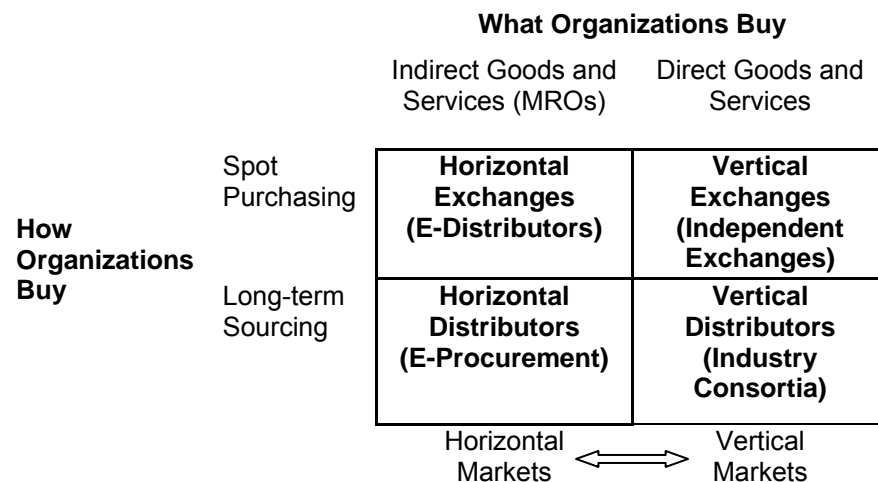 What Organizations Buy
Indirect Goods and
Services (MROs)
Direct Goods and
Services
How
Organizations
Buy
Spot
Purchasing
Horizontal
Exchanges
(E-Distributors)
Vertical
Exchanges
(Independent
Exchanges)
Long-term
Sourcing
Horizontal
Distributors
(E-Procurement)
Vertical
Distributors
(Industry
Consortia)
Horizontal
Markets
Vertical
Markets